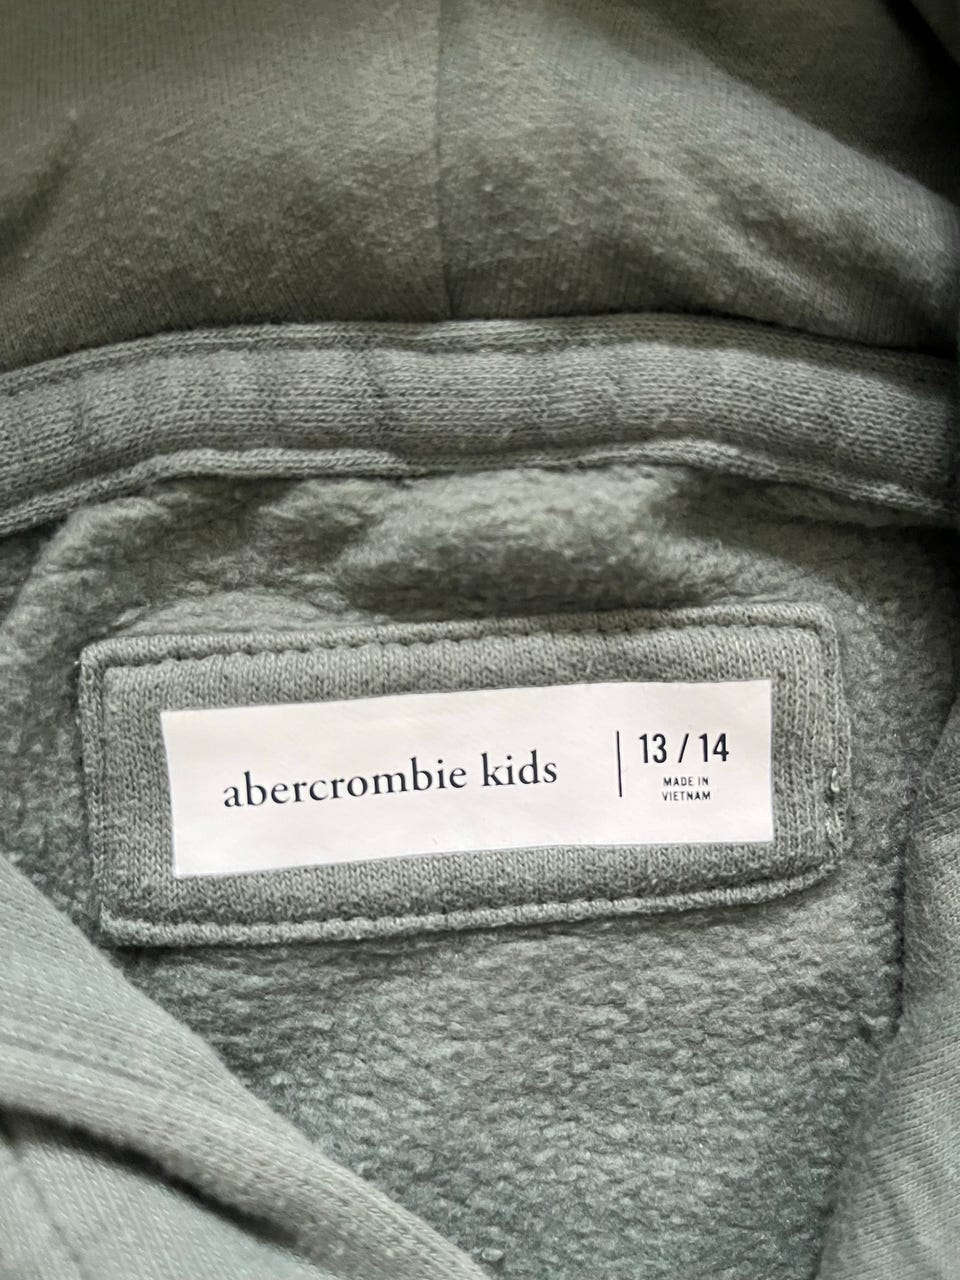 abercrombie kids | 13 / 14
MADE IN
VIETNAM